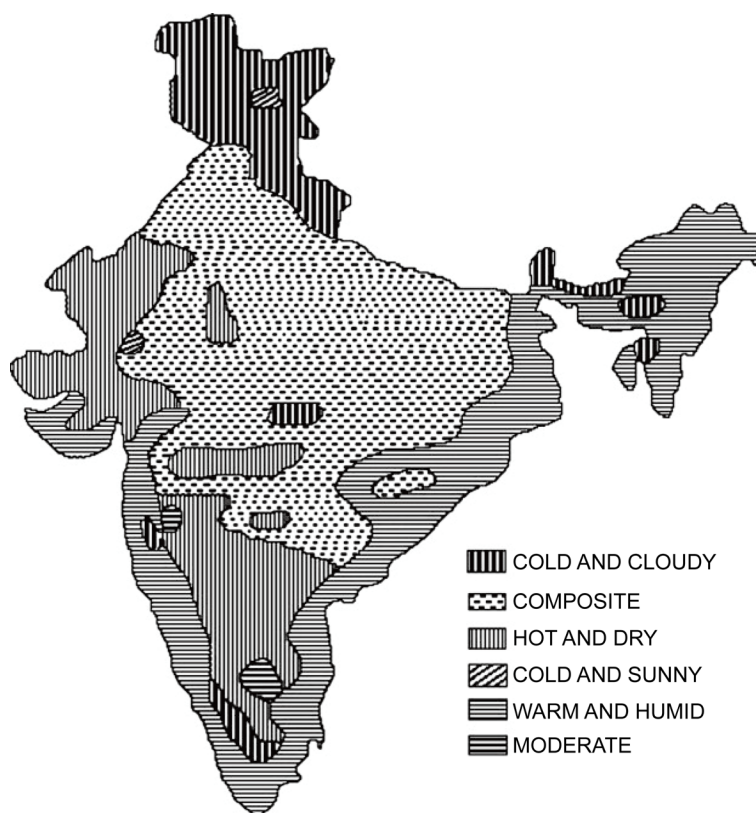 COLD AND CLOUDY
COMPOSITE
HOT AND DRY
COLD AND SUNNY
WARM AND HUMID
MODERATE